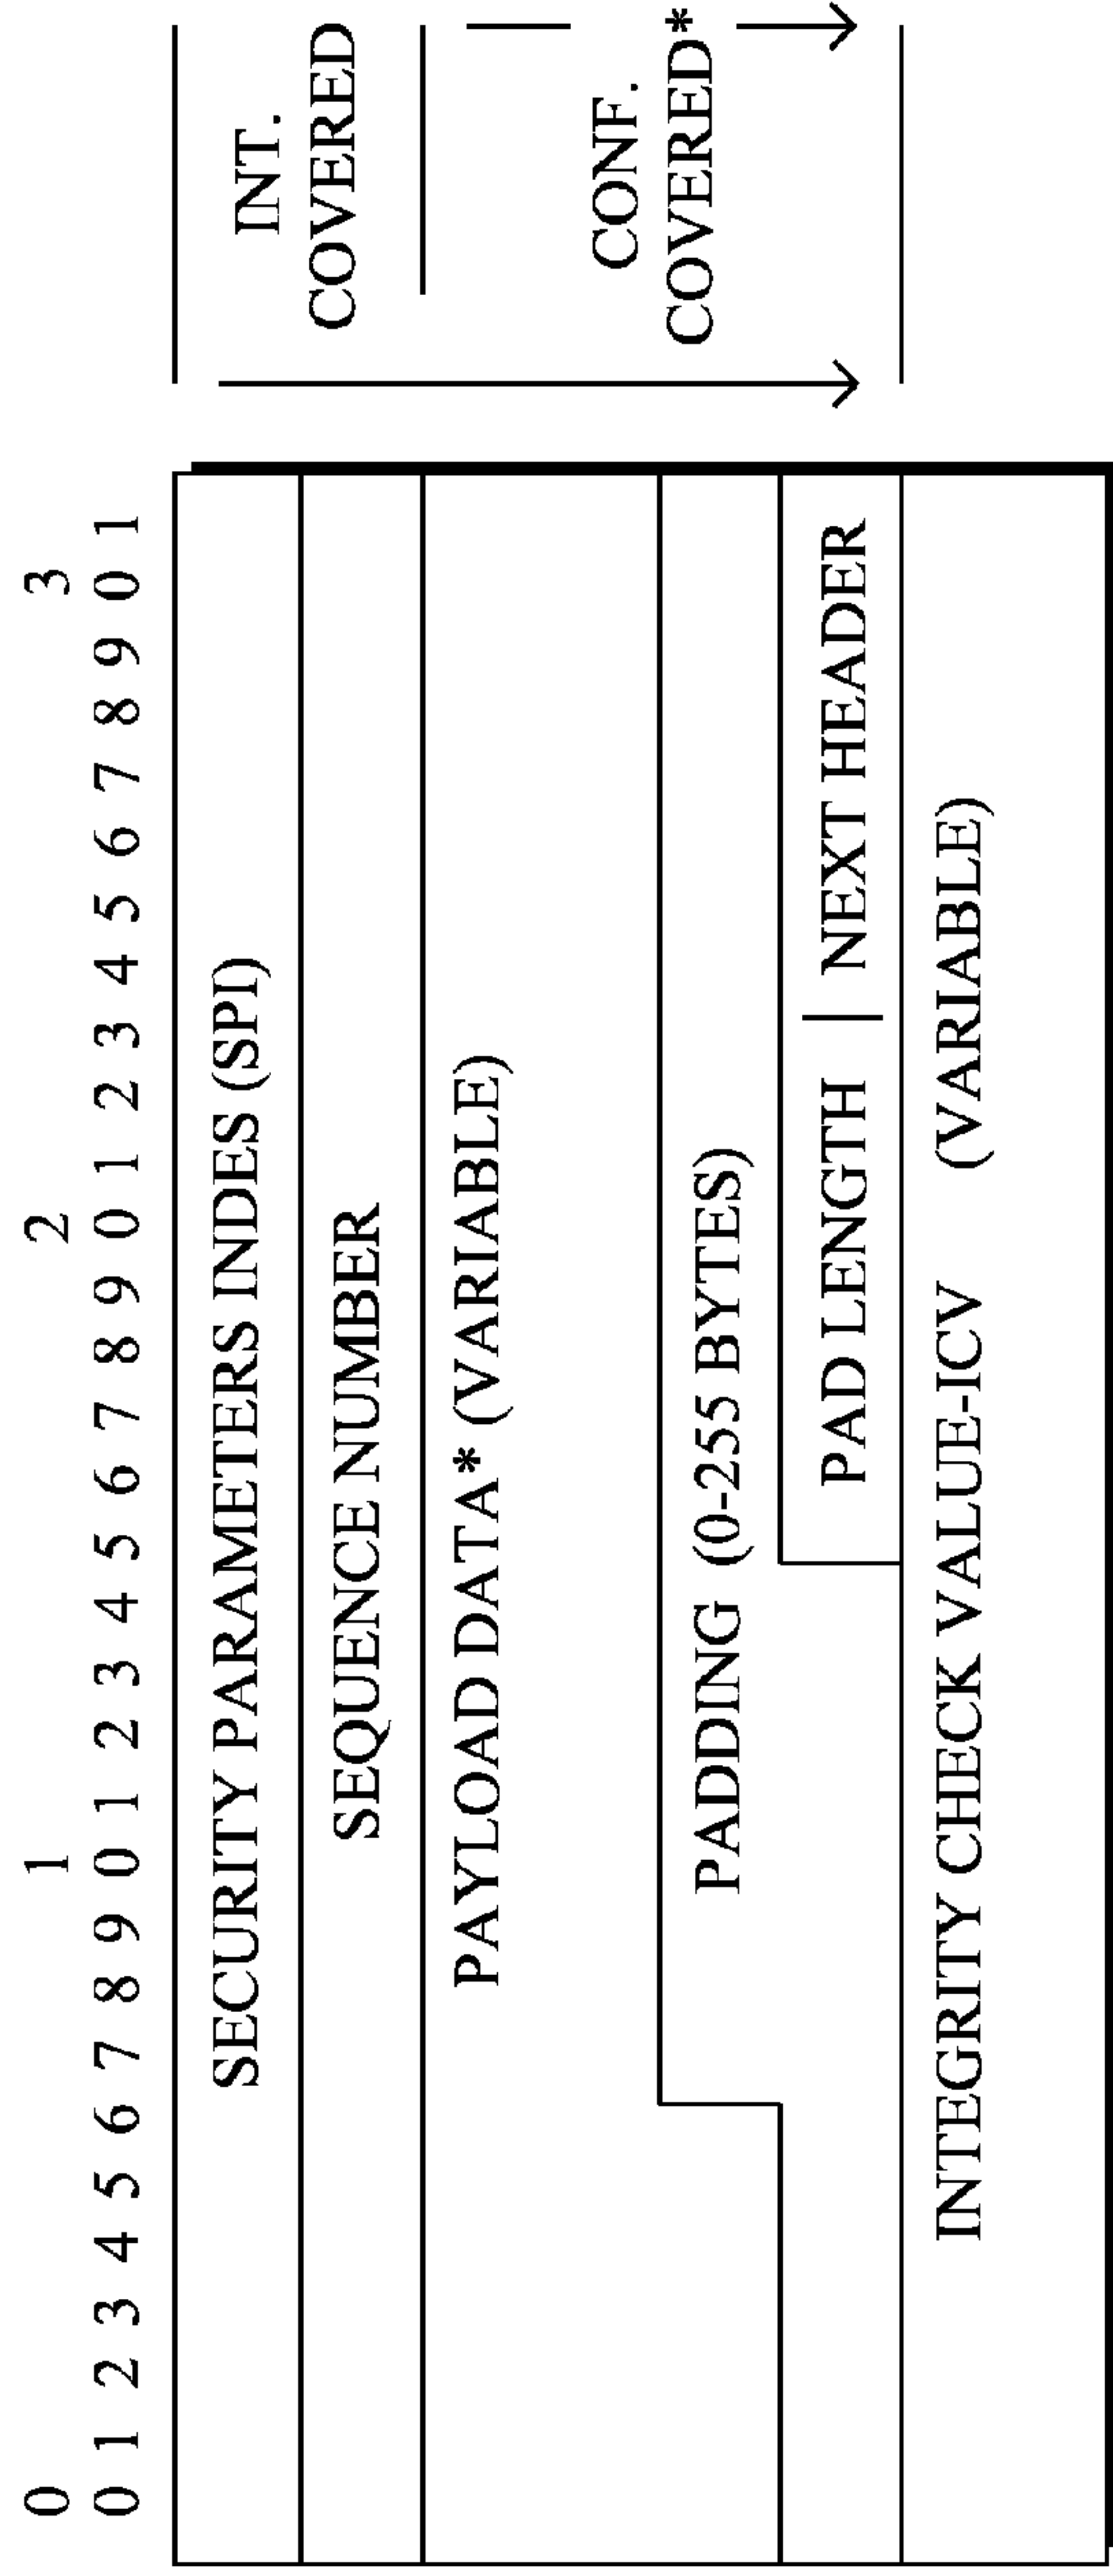 0 1 2 3
0 1 2 3 4 5 6 7 8 9 0 1 2 3 4 5 6 7 8 9 0 1 2 3 4 5 6 7 8 9 0 1
SECURITY PARAMETERS INDES (SPI)
SEQUENCE NUMBER
PAYLOAD DATA* (VARIABLE)
PADDING (0-255 BYTES)
PAD LENGTH | NEXT HEADER
INTEGRITY CHECK VALUE-ICV (VARIABLE)
INT.
COVERED
CONF.
COVERED*